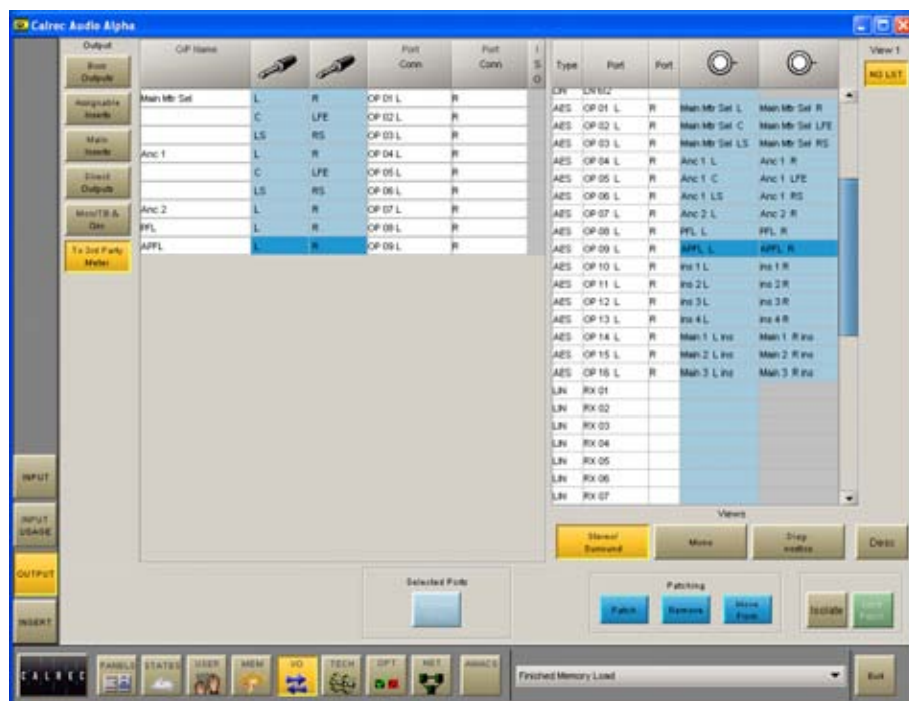 Calrec Audio Alpha
Output
Buss Outputs
Assignable Inserts
Main Inserts
Direct Outputs
Mon/TB & Osc
To 3rd Party Meter
O/P Name Port Conn Port Conn I S O
Main Mtr Sel L R OP 01 L R
C LFE OP 02 L R
LS RS OP 03 L R
Anc 1 L R OP 04 L R
C LFE OP 05 L R
LS RS OP 06 L R
Anc 2 L R OP 07 L R
PFL L R OP 08 L R
APFL L R OP 09 L R
Type Port Port
AES OP 01 L R Main Mtr Sel L Main Mtr Sel R
AES OP 02 L R Main Mtr Sel C Main Mtr Sel LFE
AES OP 03 L R Main Mtr Sel LS Main Mtr Sel RS
AES OP 04 L R Anc 1 L Anc 1 R
AES OP 05 L R Anc 1 C Anc 1 LFE
AES OP 06 L R Anc 1 LS Anc 1 RS
AES OP 07 L R Anc 2 L Anc 2 R
AES OP 08 L R PFL L PFL R
AES OP 09 L R APFL L APFL R
AES OP 10 L R ins 1 L ins 1 R
AES OP 11 L R ins 2 L ins 2 R
AES OP 12 L R ins 3 L ins 3 R
AES OP 13 L R ins 4 L ins 4 R
AES OP 14 L R Main 1 L ins Main 1 R ins
AES OP 15 L R Main 2 L ins Main 2 R ins
AES OP 16 L R Main 3 L ins Main 3 R ins
LIN RX 01
LIN RX 02
LIN RX 03
LIN RX 04
LIN RX 05
LIN RX 06
LIN RX 07
View 1
NO LST
Views
Stereo/ Surround
Mono
Diag
Desc
INPUT
INPUT USAGE
OUTPUT
INSERT
Selected Ports
Patching
Patch
Remove
Move From
Isolate
CALREC
PANELS
STATES
USER
MEM
I/O
TECH
OPT
NET
AWACS
Finished Memory Load
Exit